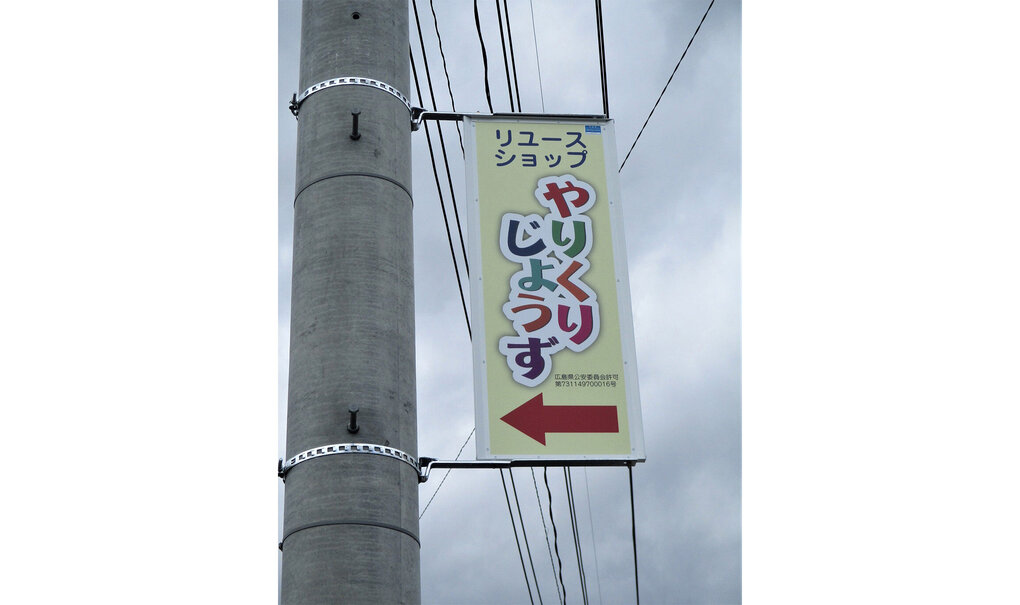 リユース
ショップ
やりくり
じょうず
広島県公安委員会許可
第731149700016号